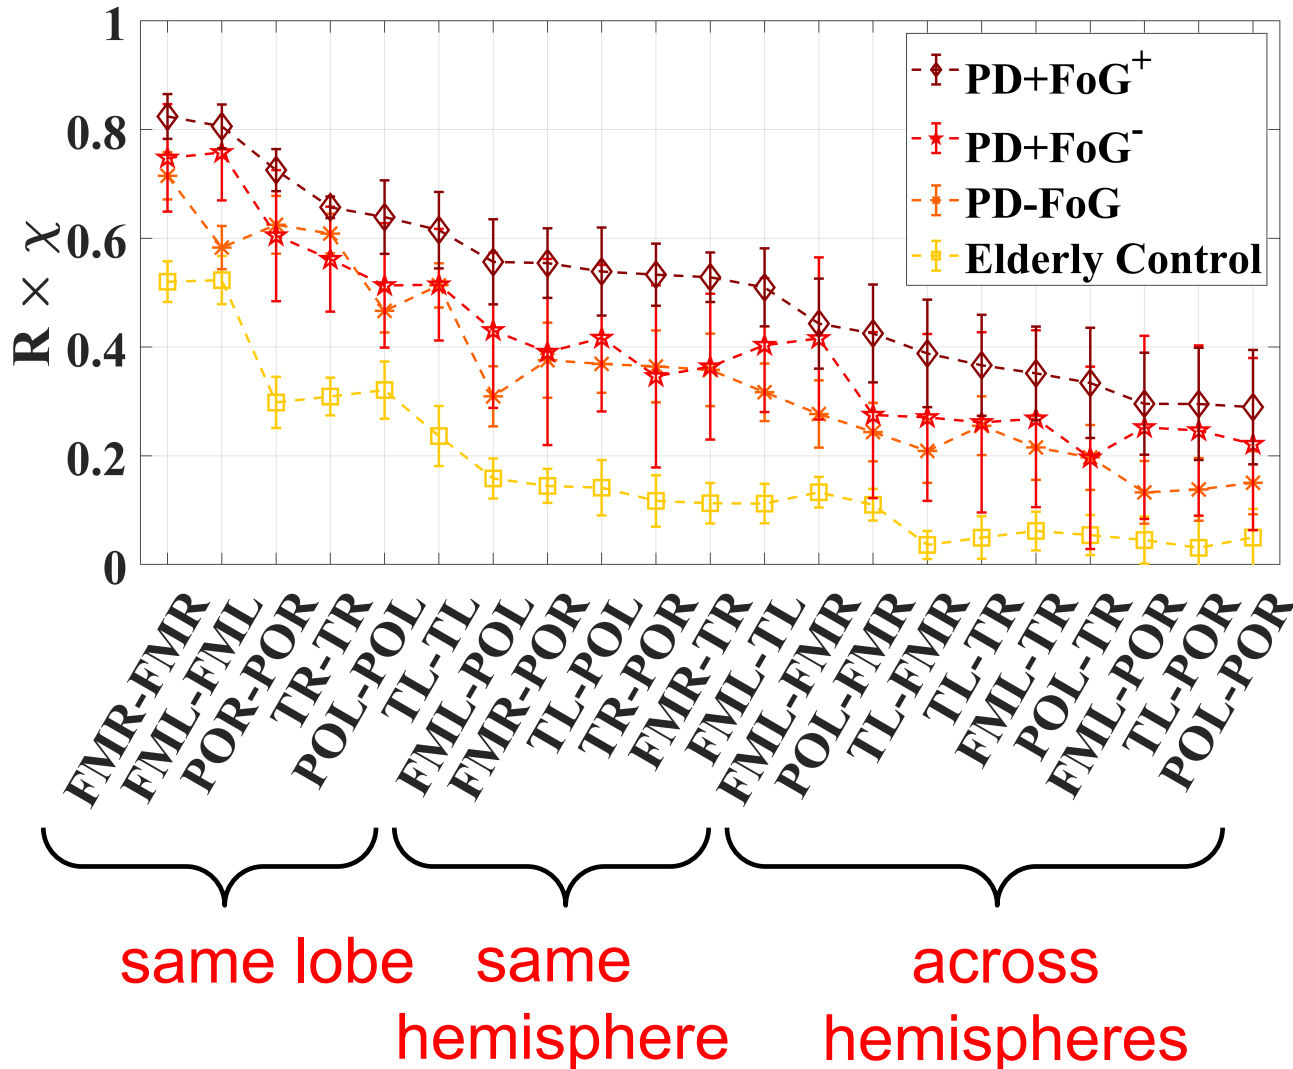 1
0.8
0.6
0.4
0.2
0
R × χ
PD+FoG⁺
PD+FoG⁻
PD-FoG
Elderly Control
FMR-FMR
FML-FML
POR-POR
TR-TR
POL-POL
TL-TL
FML-POL
FMR-POR
TL-POL
TR-POR
FMR-TR
FML-TL
FML-FMR
POL-FMR
TL-FMR
TL-TR
FML-TR
POL-TR
FML-POR
TL-POR
POL-POR
same lobe
same
hemisphere
across
hemispheres